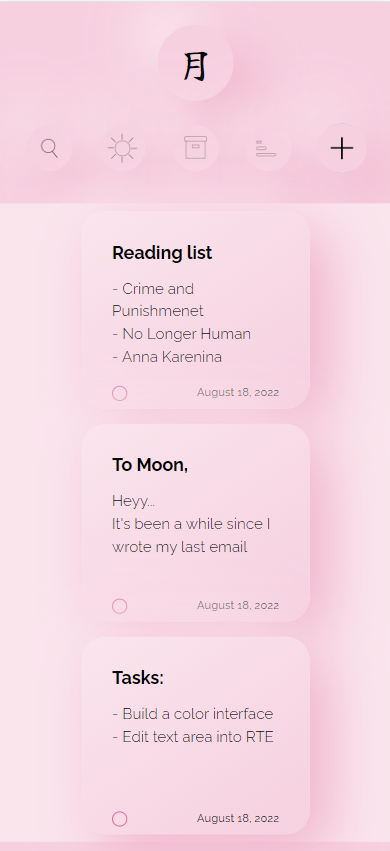 月
Reading list
- Crime and
Punishmenet
- No Longer Human
- Anna Karenina
August 18, 2022
To Moon,
Heyy...
It's been a while since I
wrote my last email
August 18, 2022
Tasks:
- Build a color interface
- Edit text area into RTE
August 18, 2022